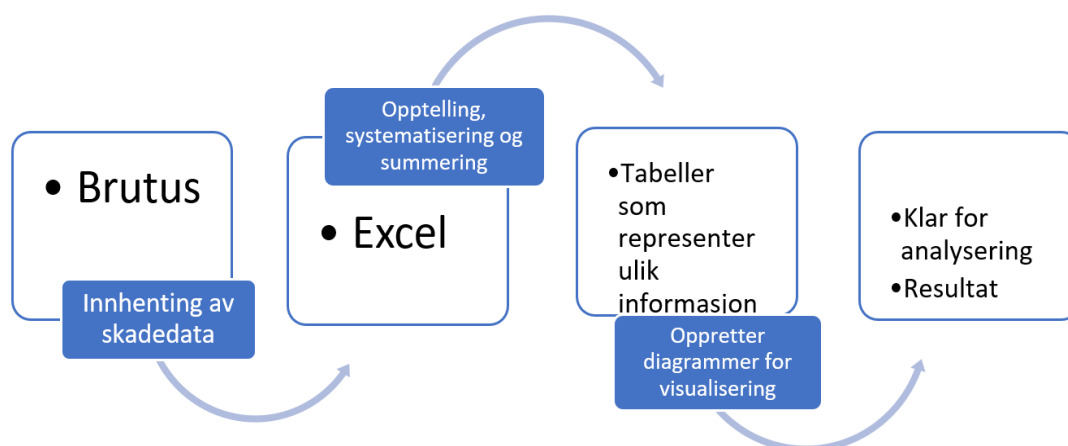 • Brutus
Innhenting av
skadedata
Opptelling,
systematisering og
summering
• Excel
•Tabeller
som
representer
ulik
informasjon
Oppretter
diagrammer for
visualisering
•Klar for
analysering
•Resultat